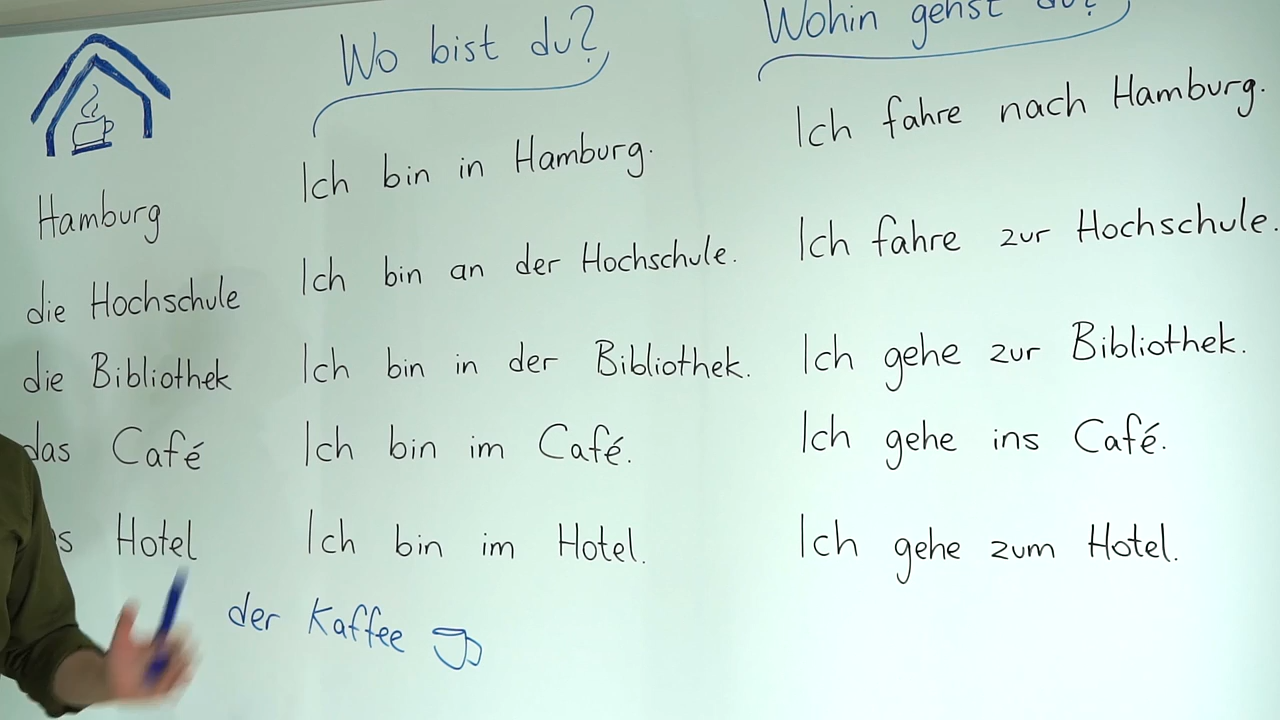 Wo bist du?
Wohin gehst du?
Hamburg
Ich bin in Hamburg.
Ich fahre nach Hamburg.
die Hochschule
Ich bin an der Hochschule.
Ich fahre zur Hochschule.
die Bibliothek
Ich bin in der Bibliothek.
Ich gehe zur Bibliothek.
das Café
Ich bin im Café.
Ich gehe ins Café.
Hotel
Ich bin im Hotel.
Ich gehe zum Hotel.
der Kaffee